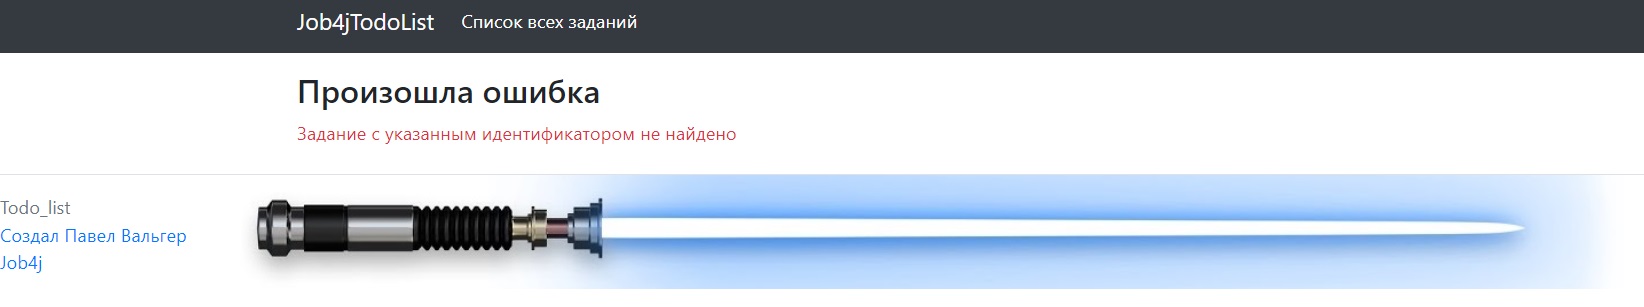 Job4jTodoList Список всех заданий
Произошла ошибка
Задание с указанным идентификатором не найдено
Todo_list
Создал Павел Вальгер
Job4j